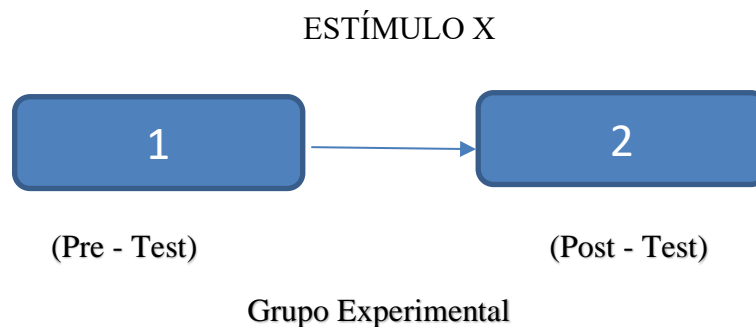 ESTÍMULO X
1 2
(Pre - Test) (Post - Test)
Grupo Experimental